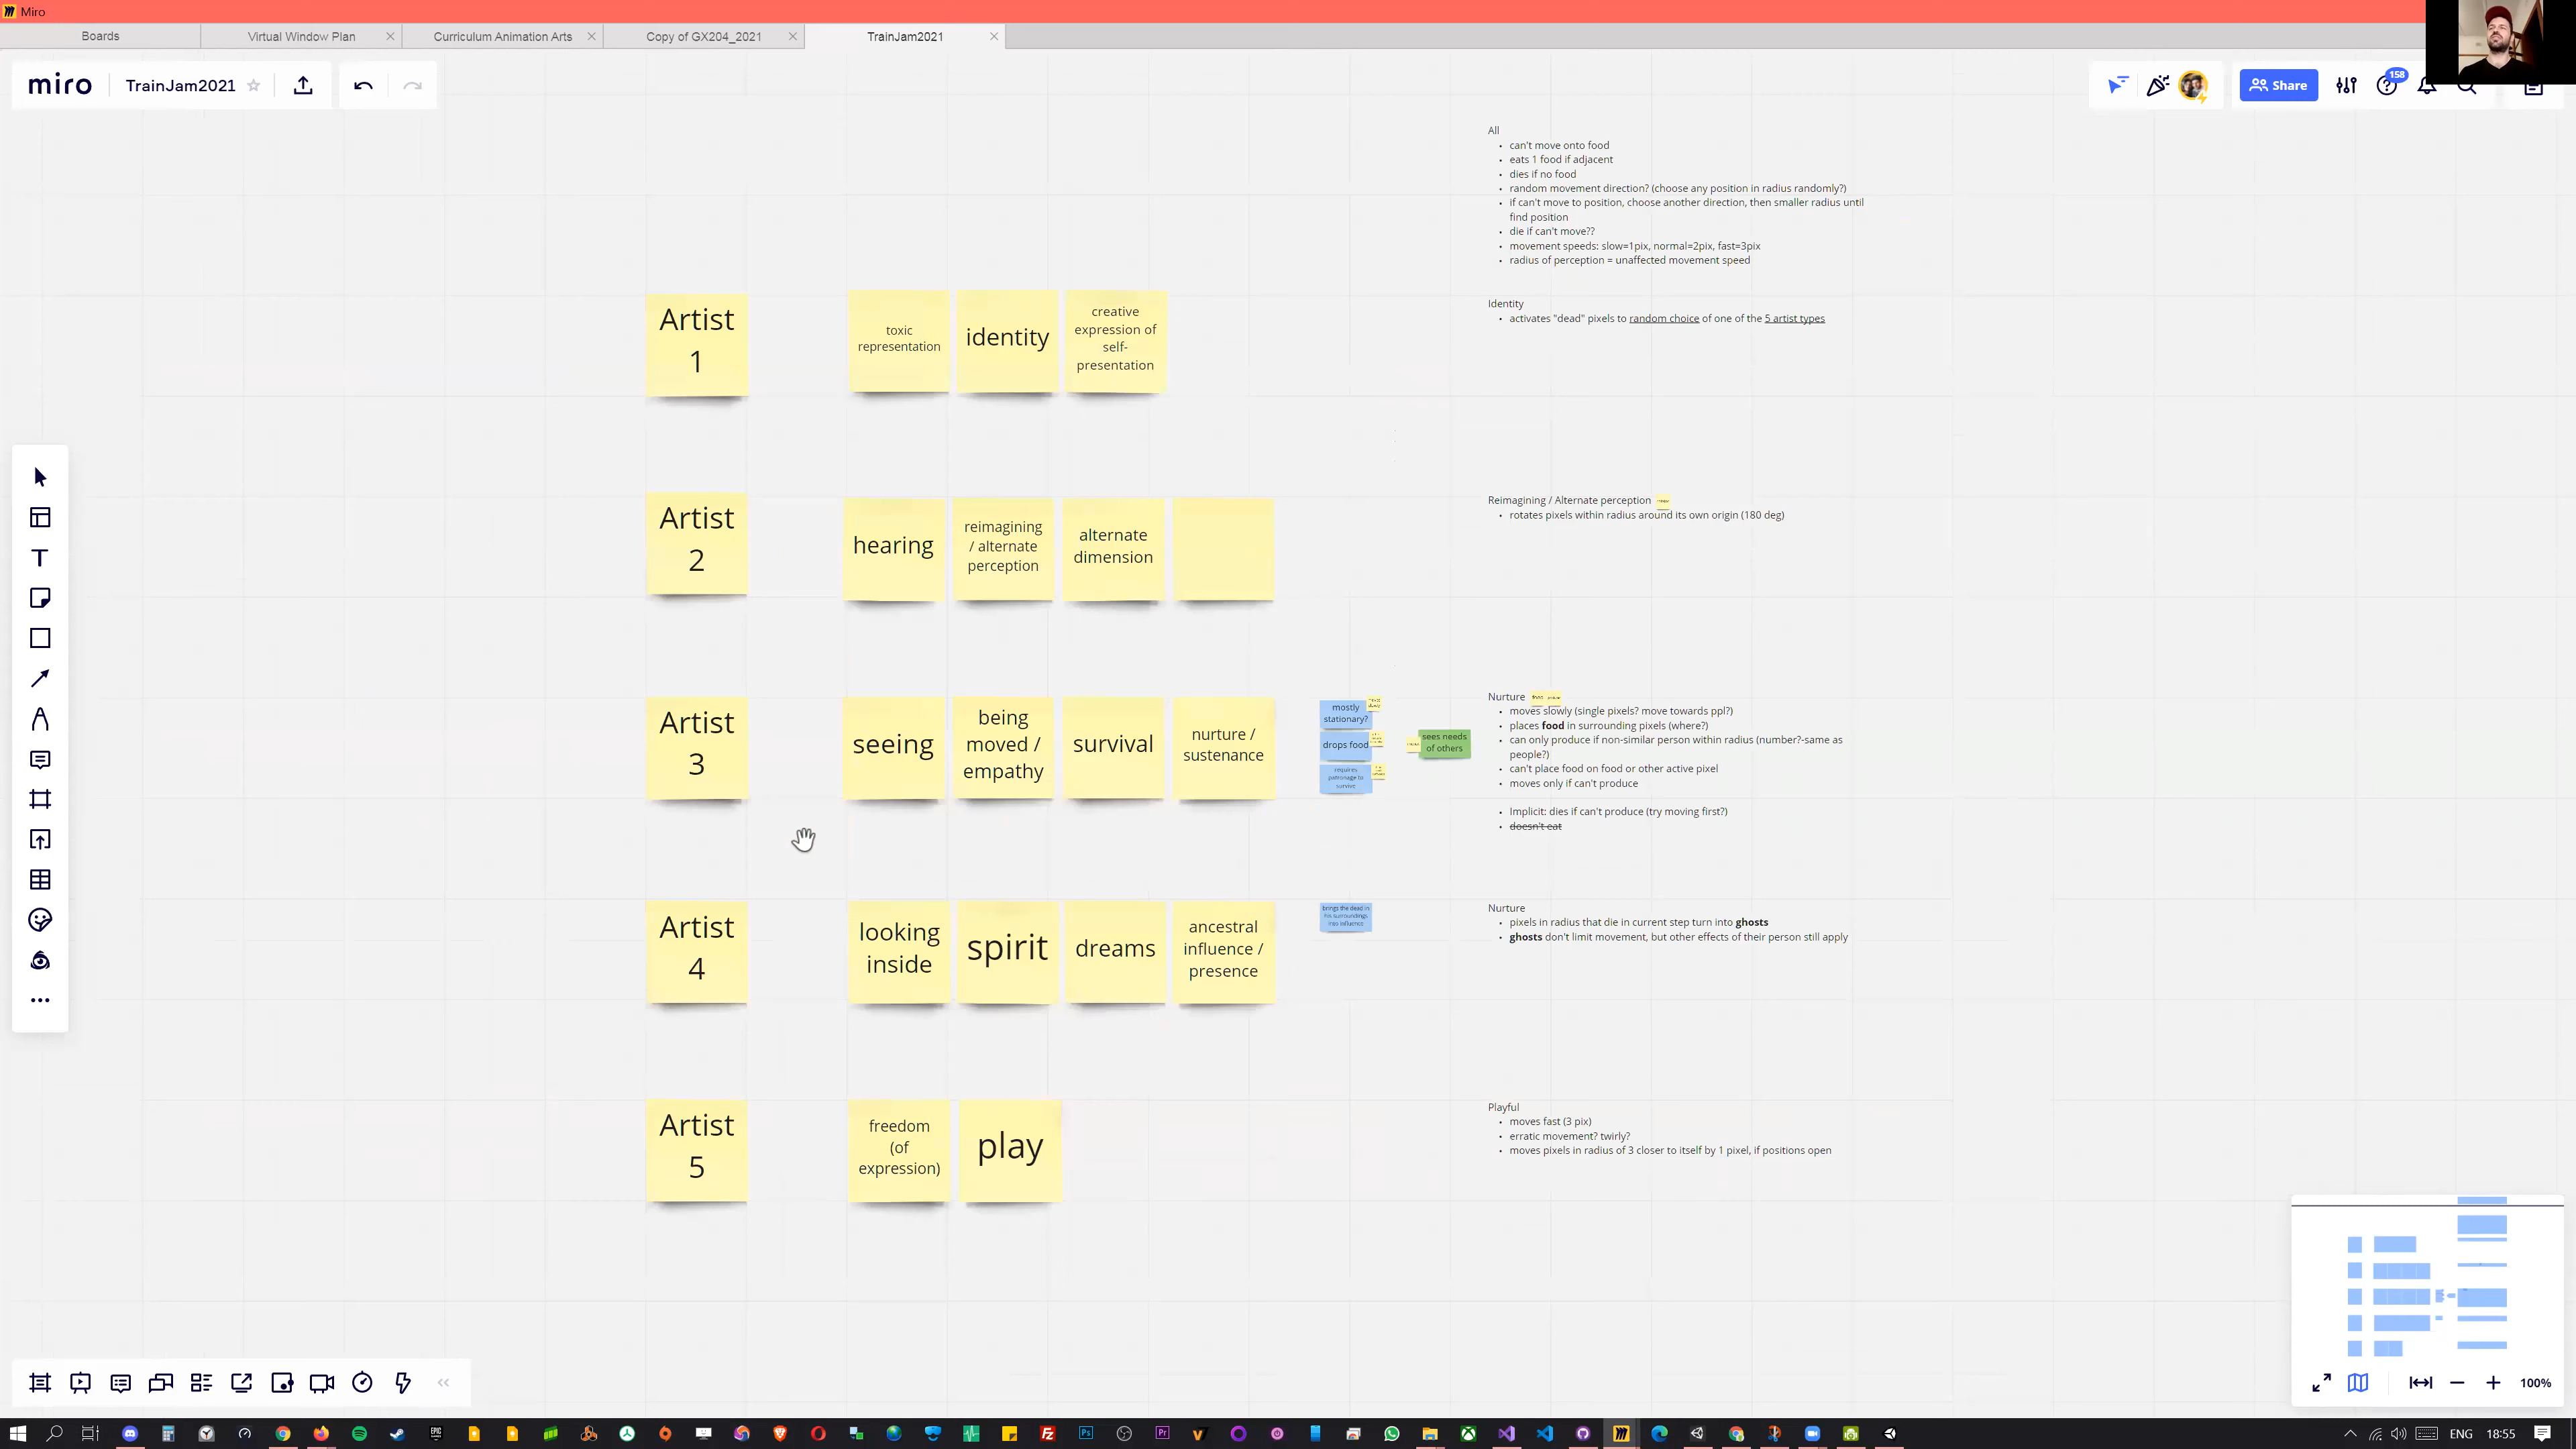 Miro
Boards
Virtual Window Plan
Curriculum Animation Arts
Copy of GX204_2021
TrainJam2021
miro
TrainJam2021
Share
158
All
• can't move onto food
• eats 1 food if adjacent
• dies if no food
• random movement direction? (choose any position in radius randomly?)
• if can't move to position, choose another direction, then smaller radius until
find position
• die if can't move??
• movement speeds: slow=1pix, normal=2pix, fast=3pix
• radius of perception = unaffected movement speed
Artist
1
toxic
representation
identity
creative
expression of
self-
presentation
Identity
• activates "dead" pixels to random choice of one of the 5 artist types
Artist
2
hearing
reimagining
/ alternate
perception
alternate
dimension
Reimagining / Alternate perception
• rotates pixels within radius around its own origin (180 deg)
Artist
3
seeing
being
moved /
empathy
survival
nurture /
sustenance
mostly
stationary?
drops food
requires
patronage to
survive
sees needs
of others
Nurture
• moves slowly (single pixels? move towards ppl?)
• places food in surrounding pixels (where?)
• can only produce if non-similar person within radius (number?-same as
people?)
• can't place food on food or other active pixel
• moves only if can't produce
• Implicit: dies if can't produce (try moving first?)
• doesn't eat
Artist
4
looking
inside
spirit
dreams
ancestral
influence /
presence
brings the dead in
his surroundings
into influence
Nurture
• pixels in radius that die in current step turn into ghosts
• ghosts don't limit movement, but other effects of their person still apply
Artist
5
freedom
(of
expression)
play
Playful
• moves fast (3 pix)
• erratic movement? twirly?
• moves pixels in radius of 3 closer to itself by 1 pixel, if positions open
100%
ENG
18:55